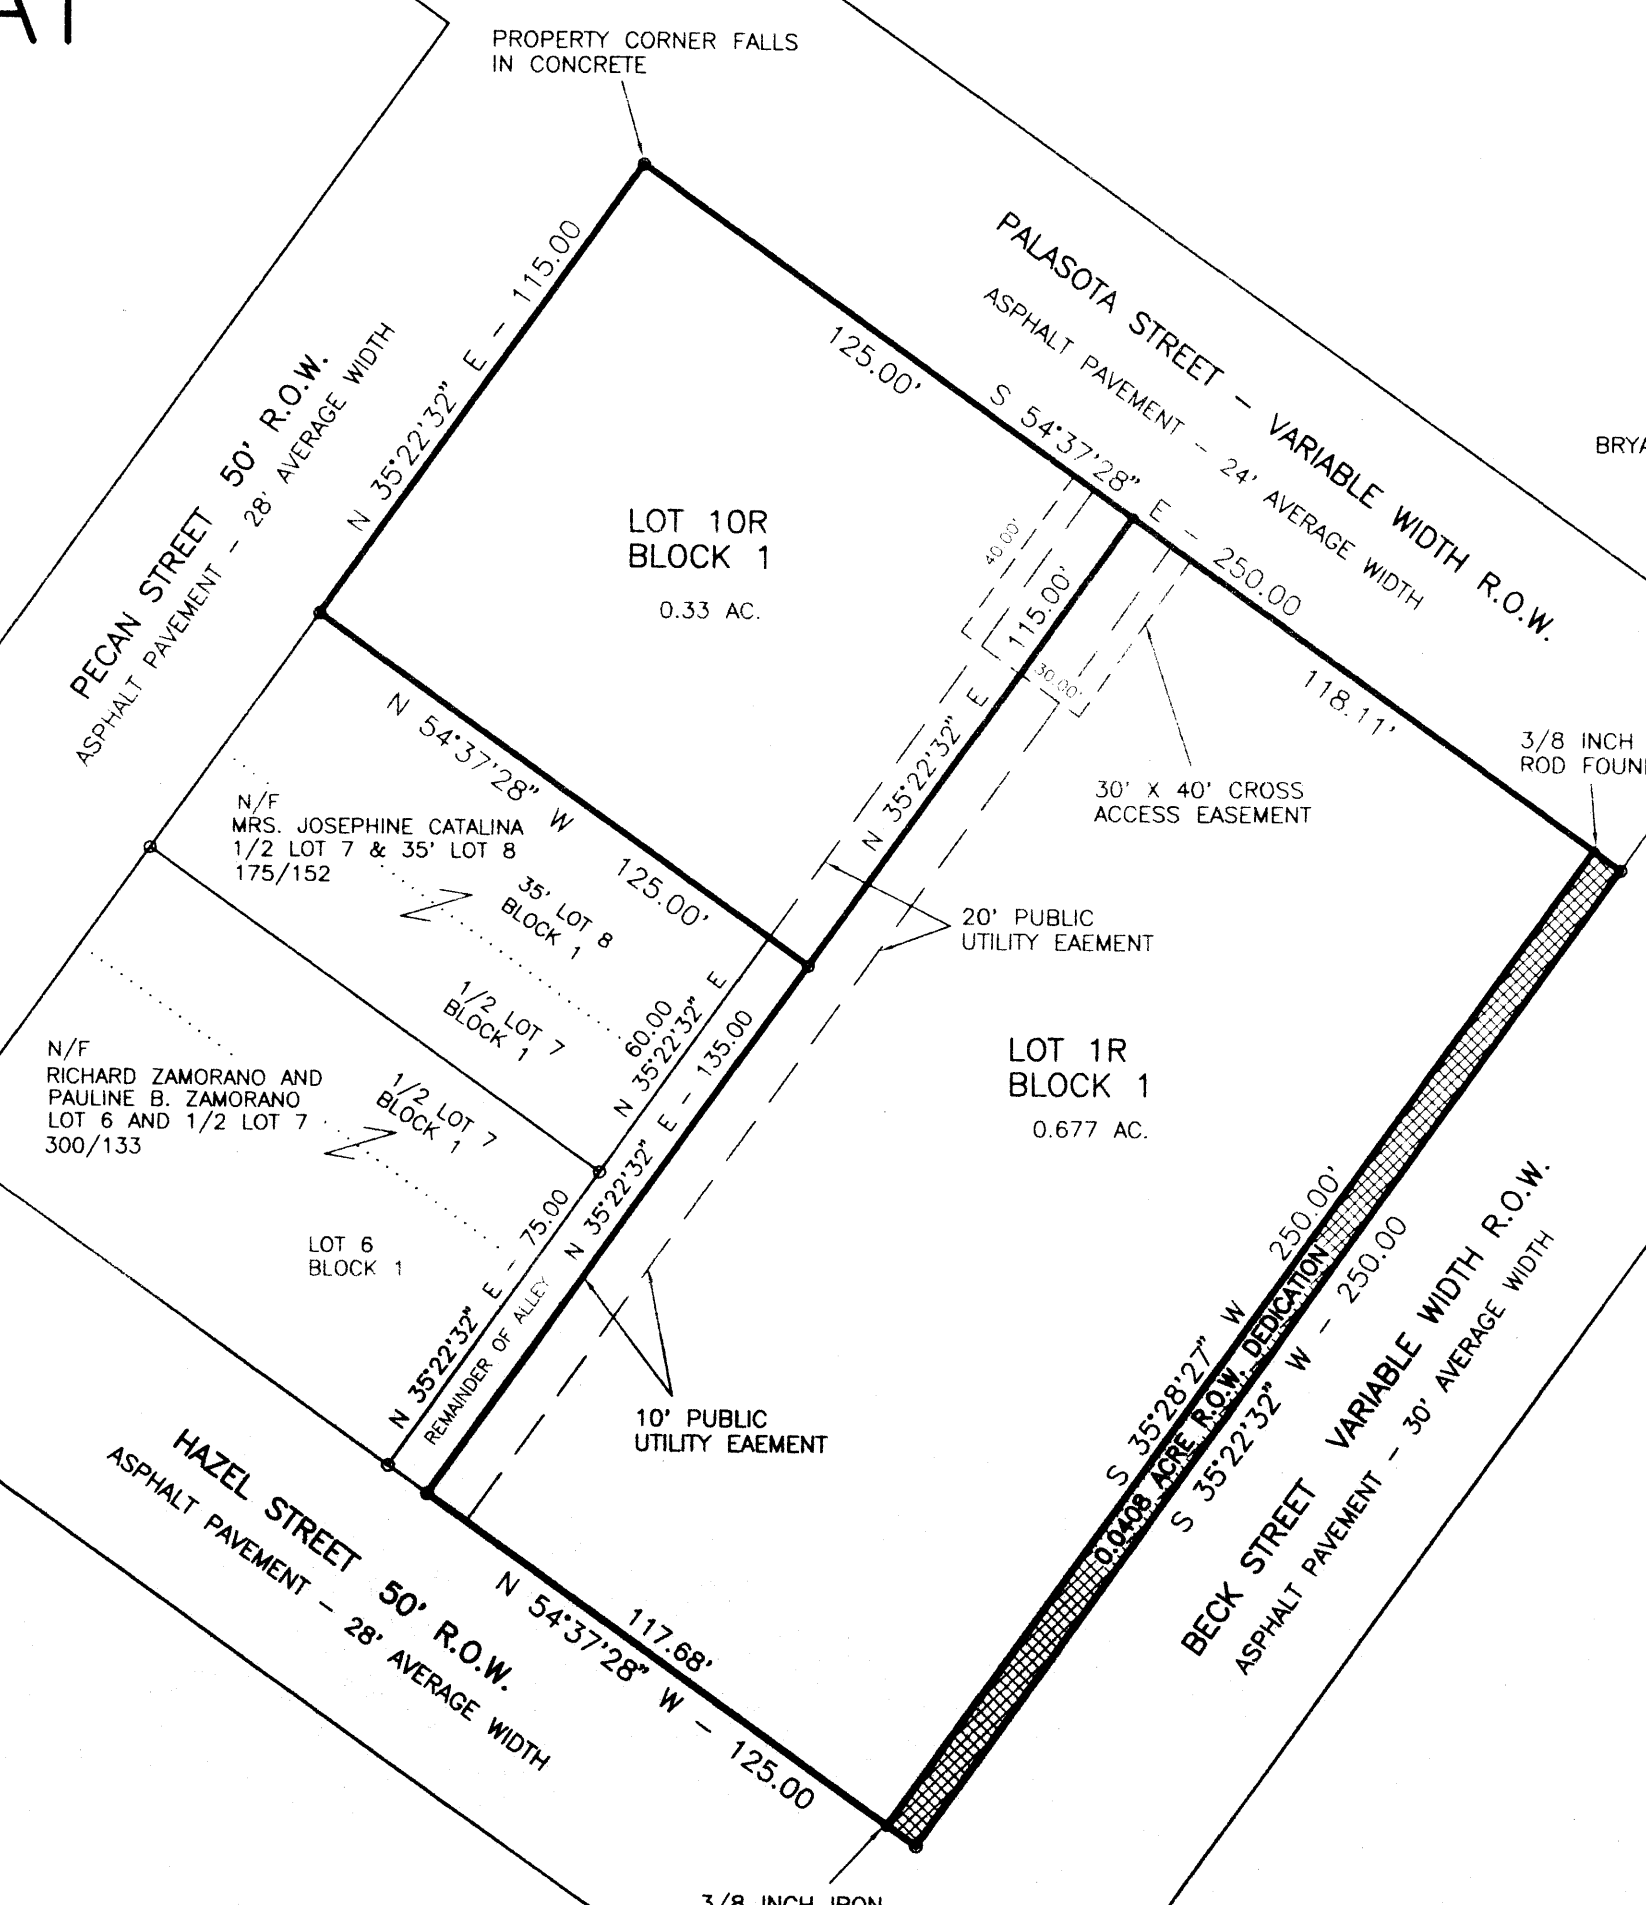 PROPERTY CORNER FALLS
IN CONCRETE
N 35°22'32" E - 115.00
125.00'
S 54°37'28" E - 250.00
PALASOTA STREET - VARIABLE WIDTH R.O.W.
ASPHALT PAVEMENT - 24' AVERAGE WIDTH
PECAN STREET 50' R.O.W.
ASPHALT PAVEMENT - 28' AVERAGE WIDTH
LOT 10R
BLOCK 1
0.33 AC.
40.00'
115.00'
30.00'
N 35°22'32" E
118.11'
3/8 INCH
ROD FOUN
30' X 40' CROSS
ACCESS EASEMENT
N 54°37'28" W
125.00'
N/F
MRS. JOSEPHINE CATALINA
1/2 LOT 7 & 35' LOT 8
175/152
35' LOT 8
BLOCK 1
1/2 LOT 7
BLOCK 1
20' PUBLIC
UTILITY EAEMENT
60.00
N 35°22'32" E
N 35°22'32" E - 135.00
LOT 1R
BLOCK 1
0.677 AC.
N/F
RICHARD ZAMORANO AND
PAULINE B. ZAMORANO
LOT 6 AND 1/2 LOT 7
300/133
1/2 LOT 7
BLOCK 1
LOT 6
BLOCK 1
N 35°22'32" E - 75.00
REMAINDER OF ALLEY
10' PUBLIC
UTILITY EAEMENT
250.00'
S 35°28'27" W
0.0408 ACRE R.O.W. DEDICATION
S 35°22'32" W - 250.00
BECK STREET VARIABLE WIDTH R.O.W.
ASPHALT PAVEMENT - 30' AVERAGE WIDTH
HAZEL STREET 50' R.O.W.
ASPHALT PAVEMENT - 28' AVERAGE WIDTH
117.68'
N 54°37'28" W - 125.00
3/8 INCH IRON